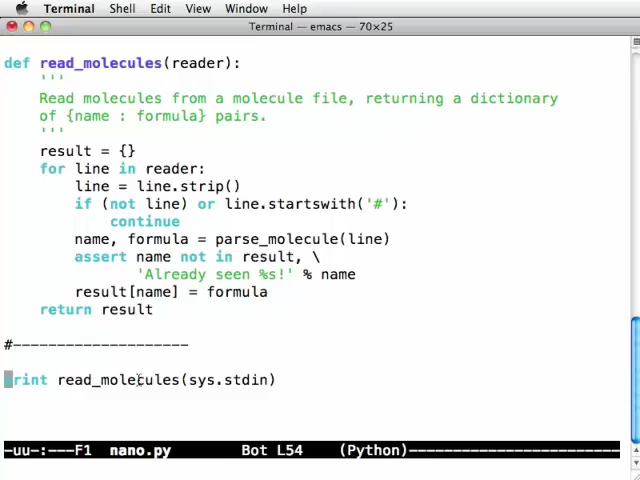 Terminal Shell Edit View Window Help
Terminal — emacs — 70×25
def read_molecules(reader):
'''
Read molecules from a molecule file, returning a dictionary
of {name : formula} pairs.
'''
result = {}
for line in reader:
line = line.strip()
if (not line) or line.startswith('#'):
continue
name, formula = parse_molecule(line)
assert name not in result, \
'Already seen %s!' % name
result[name] = formula
return result
#---------------------
print read_molecules(sys.stdin)
-uu-:---F1 nano.py Bot L54 (Python)------------------------